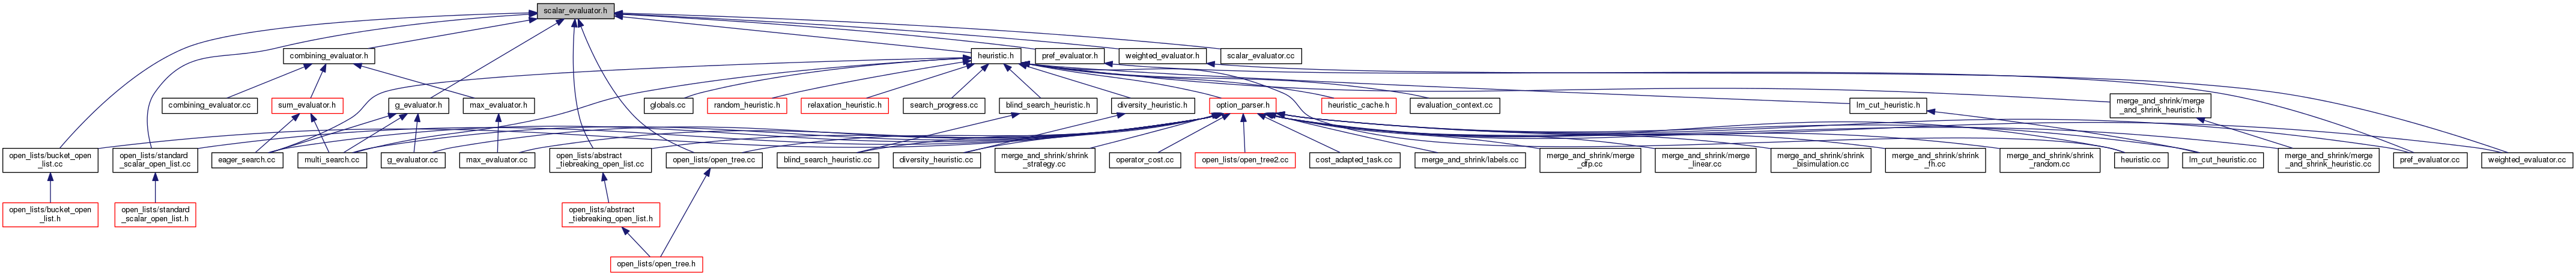 scalar_evaluator.h
combining_evaluator.h
heuristic.h
pref_evaluator.h
weighted_evaluator.h
scalar_evaluator.cc
combining_evaluator.cc
sum_evaluator.h
g_evaluator.h
max_evaluator.h
globals.cc
random_heuristic.h
relaxation_heuristic.h
search_progress.cc
blind_search_heuristic.h
diversity_heuristic.h
option_parser.h
heuristic_cache.h
evaluation_context.cc
lm_cut_heuristic.h
merge_and_shrink/merge
_and_shrink_heuristic.h
open_lists/bucket_open
_list.cc
open_lists/standard
_scalar_open_list.cc
eager_search.cc
multi_search.cc
g_evaluator.cc
max_evaluator.cc
open_lists/abstract
_tiebreaking_open_list.cc
open_lists/open_tree.cc
blind_search_heuristic.cc
diversity_heuristic.cc
merge_and_shrink/shrink
_strategy.cc
operator_cost.cc
open_lists/open_tree2.cc
cost_adapted_task.cc
merge_and_shrink/labels.cc
merge_and_shrink/merge
_dfp.cc
merge_and_shrink/merge
_linear.cc
merge_and_shrink/shrink
_bisimulation.cc
merge_and_shrink/shrink
_fh.cc
merge_and_shrink/shrink
_random.cc
heuristic.cc
lm_cut_heuristic.cc
merge_and_shrink/merge
_and_shrink_heuristic.cc
pref_evaluator.cc
weighted_evaluator.cc
open_lists/bucket_open
_list.h
open_lists/standard
_scalar_open_list.h
open_lists/abstract
_tiebreaking_open_list.h
open_lists/open_tree.h